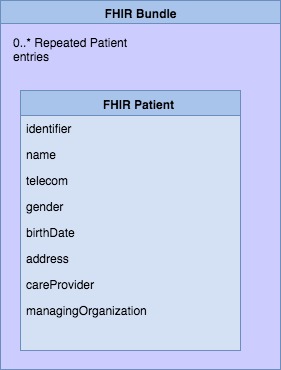 FHIR Bundle
0..* Repeated Patient
entries
FHIR Patient
identifier
name
telecom
gender
birthDate
address
careProvider
managingOrganization